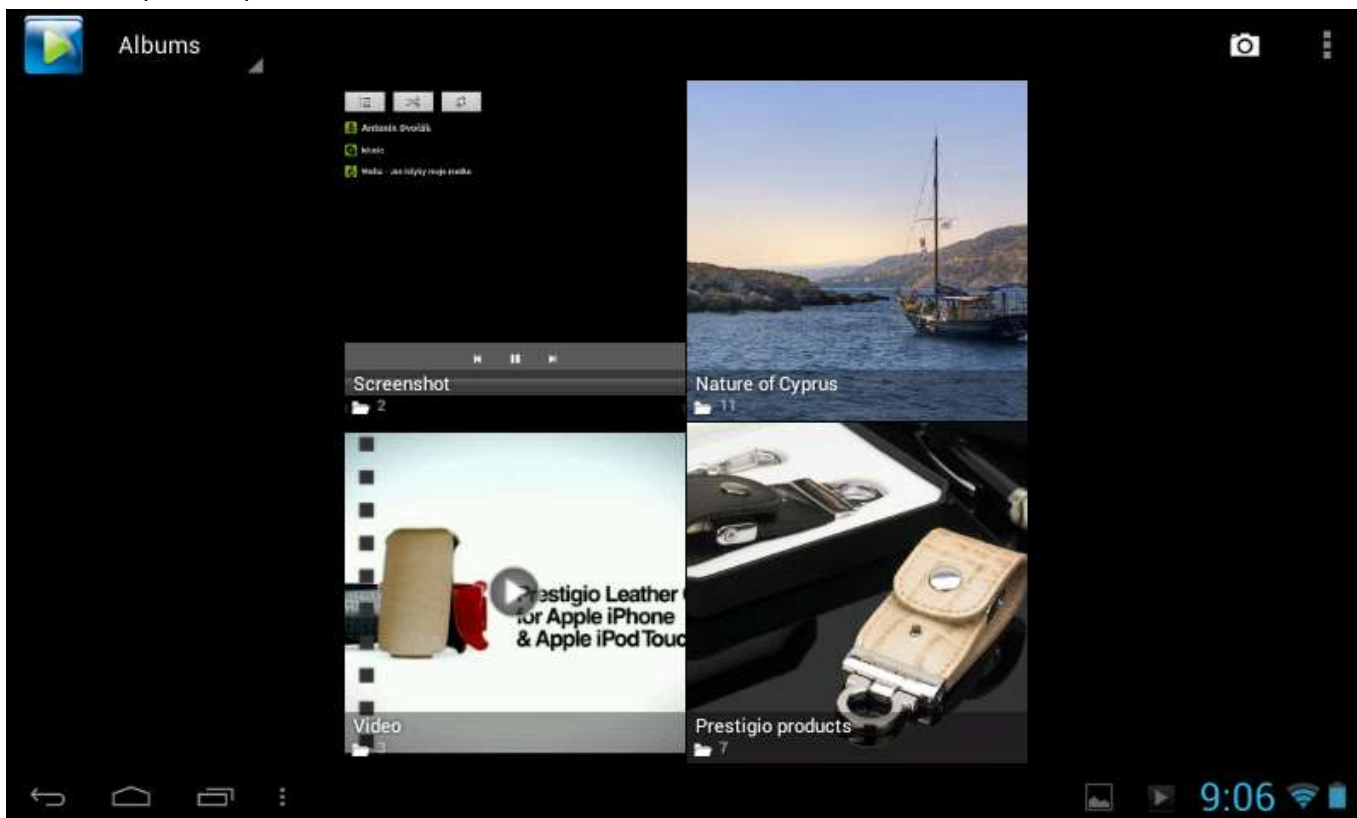 Albums
Antonín Dvořák
Music
Screenshot
2
Nature of Cyprus
11
Prestigio Leather
for Apple iPhone
& Apple iPod Touc
Video
3
Prestigio products
7
9:06